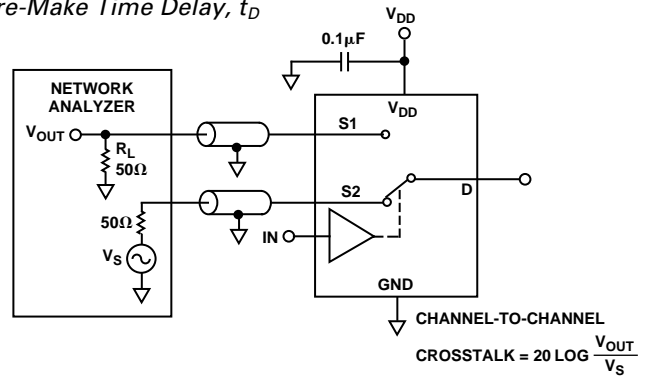 re-Make Time Delay, tD
VDD
0.1μF
NETWORK
ANALYZER
VDD
VOUT
S1
RL
50Ω
S2
D
50Ω
IN
VS
GND
CHANNEL-TO-CHANNEL
CROSSTALK = 20 LOG VOUT
VS